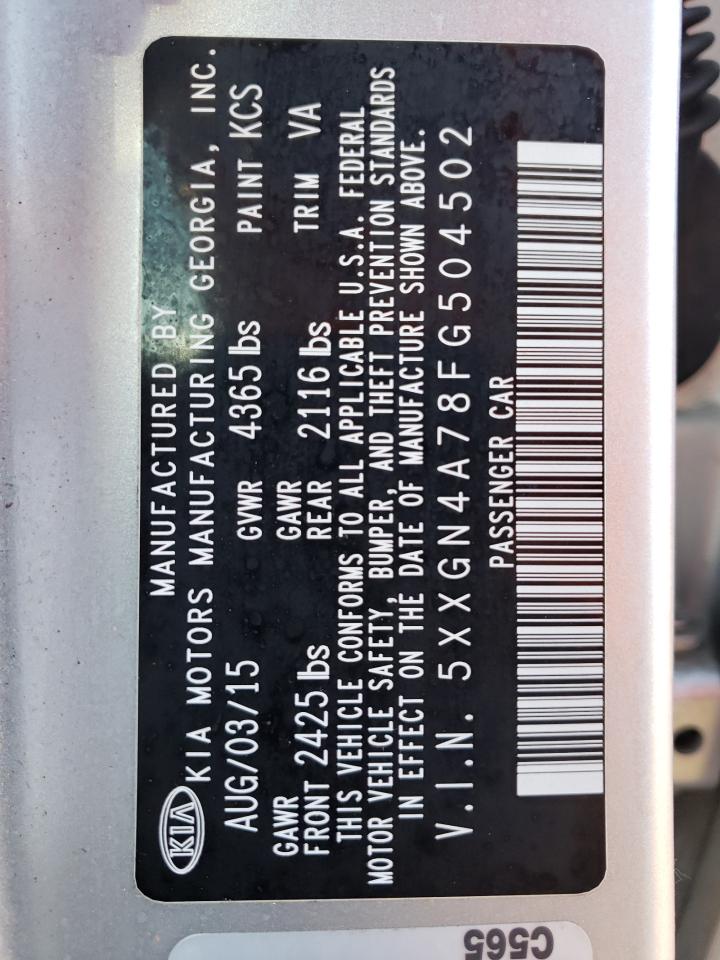 MANUFACTURED BY
KIA KIA MOTORS MANUFACTURING GEORGIA, INC.
AUG/03/15 GVWR 4365 lbs PAINT KCS
GAWR GAWR
FRONT 2425 lbs REAR 2116 lbs TRIM VA
THIS VEHICLE CONFORMS TO ALL APPLICABLE U.S.A. FEDERAL
MOTOR VEHICLE SAFETY, BUMPER, AND THEFT PREVENTION STANDARDS
IN EFFECT ON THE DATE OF MANUFACTURE SHOWN ABOVE.
V.I.N. 5XXGN4A78FG504502
PASSENGER CAR
C565